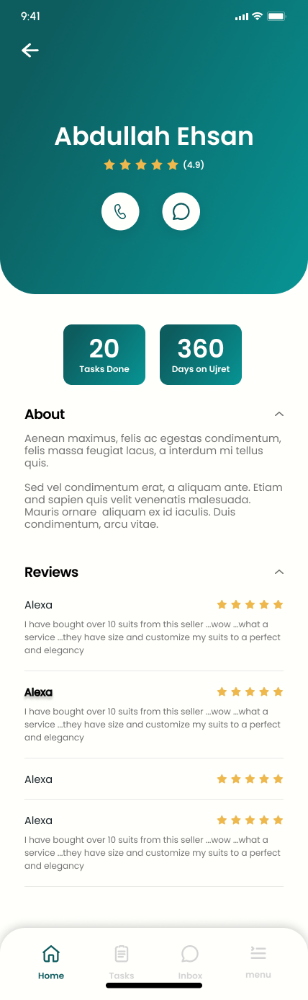 9:41
Abdullah Ehsan
(4.9)
20
Tasks Done
360
Days on Ujret
About
Aenean maximus, felis ac egestas condimentum,
felis massa feugiat lacus, a interdum mi tellus
quis.
Sed vel condimentum erat, a aliquam ante. Etiam
and sapien quis velit venenatis malesuada.
Mauris ornare aliquam ex id iaculis. Duis
condimentum, arcu vitae.
Reviews
Alexa
I have bought over 10 suits from this seller ...wow ...what a
service ...they have size and customize my suits to a perfect
and elegancy
Alexa
I have bought over 10 suits from this seller ...wow ...what a
service ...they have size and customize my suits to a perfect
and elegancy
Alexa
Alexa
I have bought over 10 suits from this seller ...wow ...what a
service ...they have size and customize my suits to a perfect
and elegancy
Home
Tasks
Inbox
menu